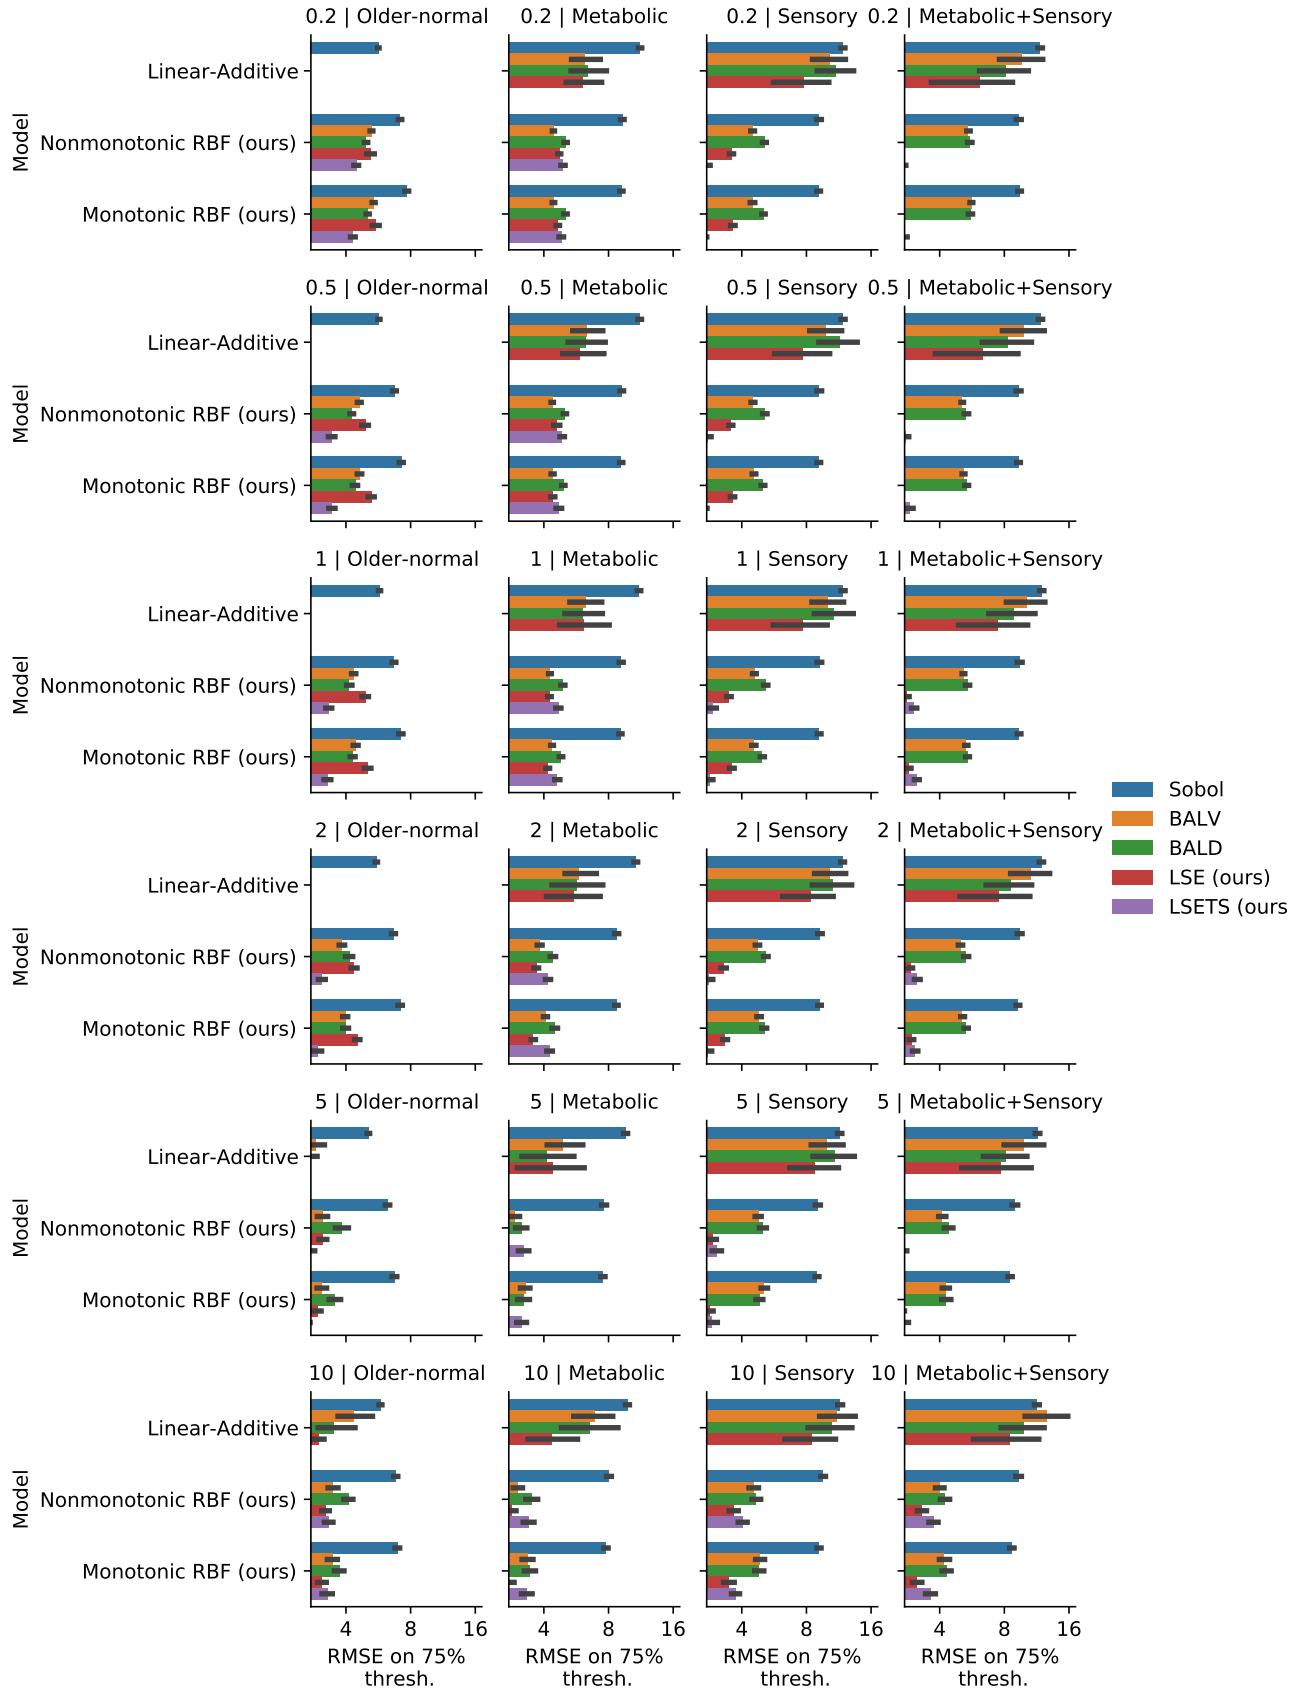 0.2 | Older-normal 0.2 | Metabolic 0.2 | Sensory 0.2 | Metabolic+Sensory
Model
Linear-Additive
Nonmonotonic RBF (ours)
Monotonic RBF (ours)
0.5 | Older-normal 0.5 | Metabolic 0.5 | Sensory 0.5 | Metabolic+Sensory
Model
Linear-Additive
Nonmonotonic RBF (ours)
Monotonic RBF (ours)
1 | Older-normal 1 | Metabolic 1 | Sensory 1 | Metabolic+Sensory
Model
Linear-Additive
Nonmonotonic RBF (ours)
Monotonic RBF (ours)
Sobol
BALV
BALD
LSE (ours)
LSETS (ours
2 | Older-normal 2 | Metabolic 2 | Sensory 2 | Metabolic+Sensory
Model
Linear-Additive
Nonmonotonic RBF (ours)
Monotonic RBF (ours)
5 | Older-normal 5 | Metabolic 5 | Sensory 5 | Metabolic+Sensory
Model
Linear-Additive
Nonmonotonic RBF (ours)
Monotonic RBF (ours)
10 | Older-normal 10 | Metabolic 10 | Sensory 10 | Metabolic+Sensory
Model
Linear-Additive
Nonmonotonic RBF (ours)
Monotonic RBF (ours)
4 8 16 4 8 16 4 8 16 4 8 16
RMSE on 75% RMSE on 75% RMSE on 75% RMSE on 75%
thresh. thresh. thresh. thresh.